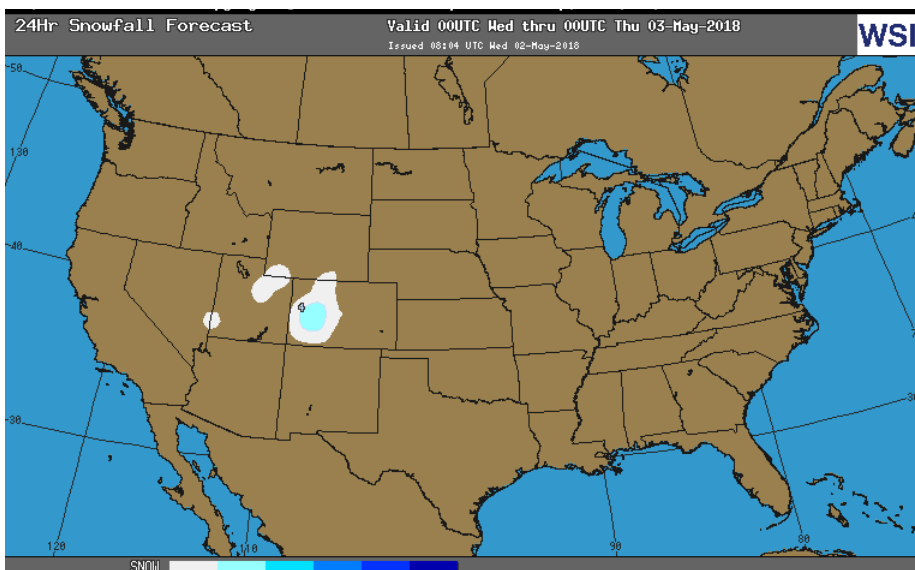 24Hr Snowfall Forecast
Valid 00UTC Wed thru 00UTC Thu 03-May-2018
Issued 08:04 UTC Wed 02-May-2018
WSI
50
130
40
4
30
120
110
90
80
SNOW